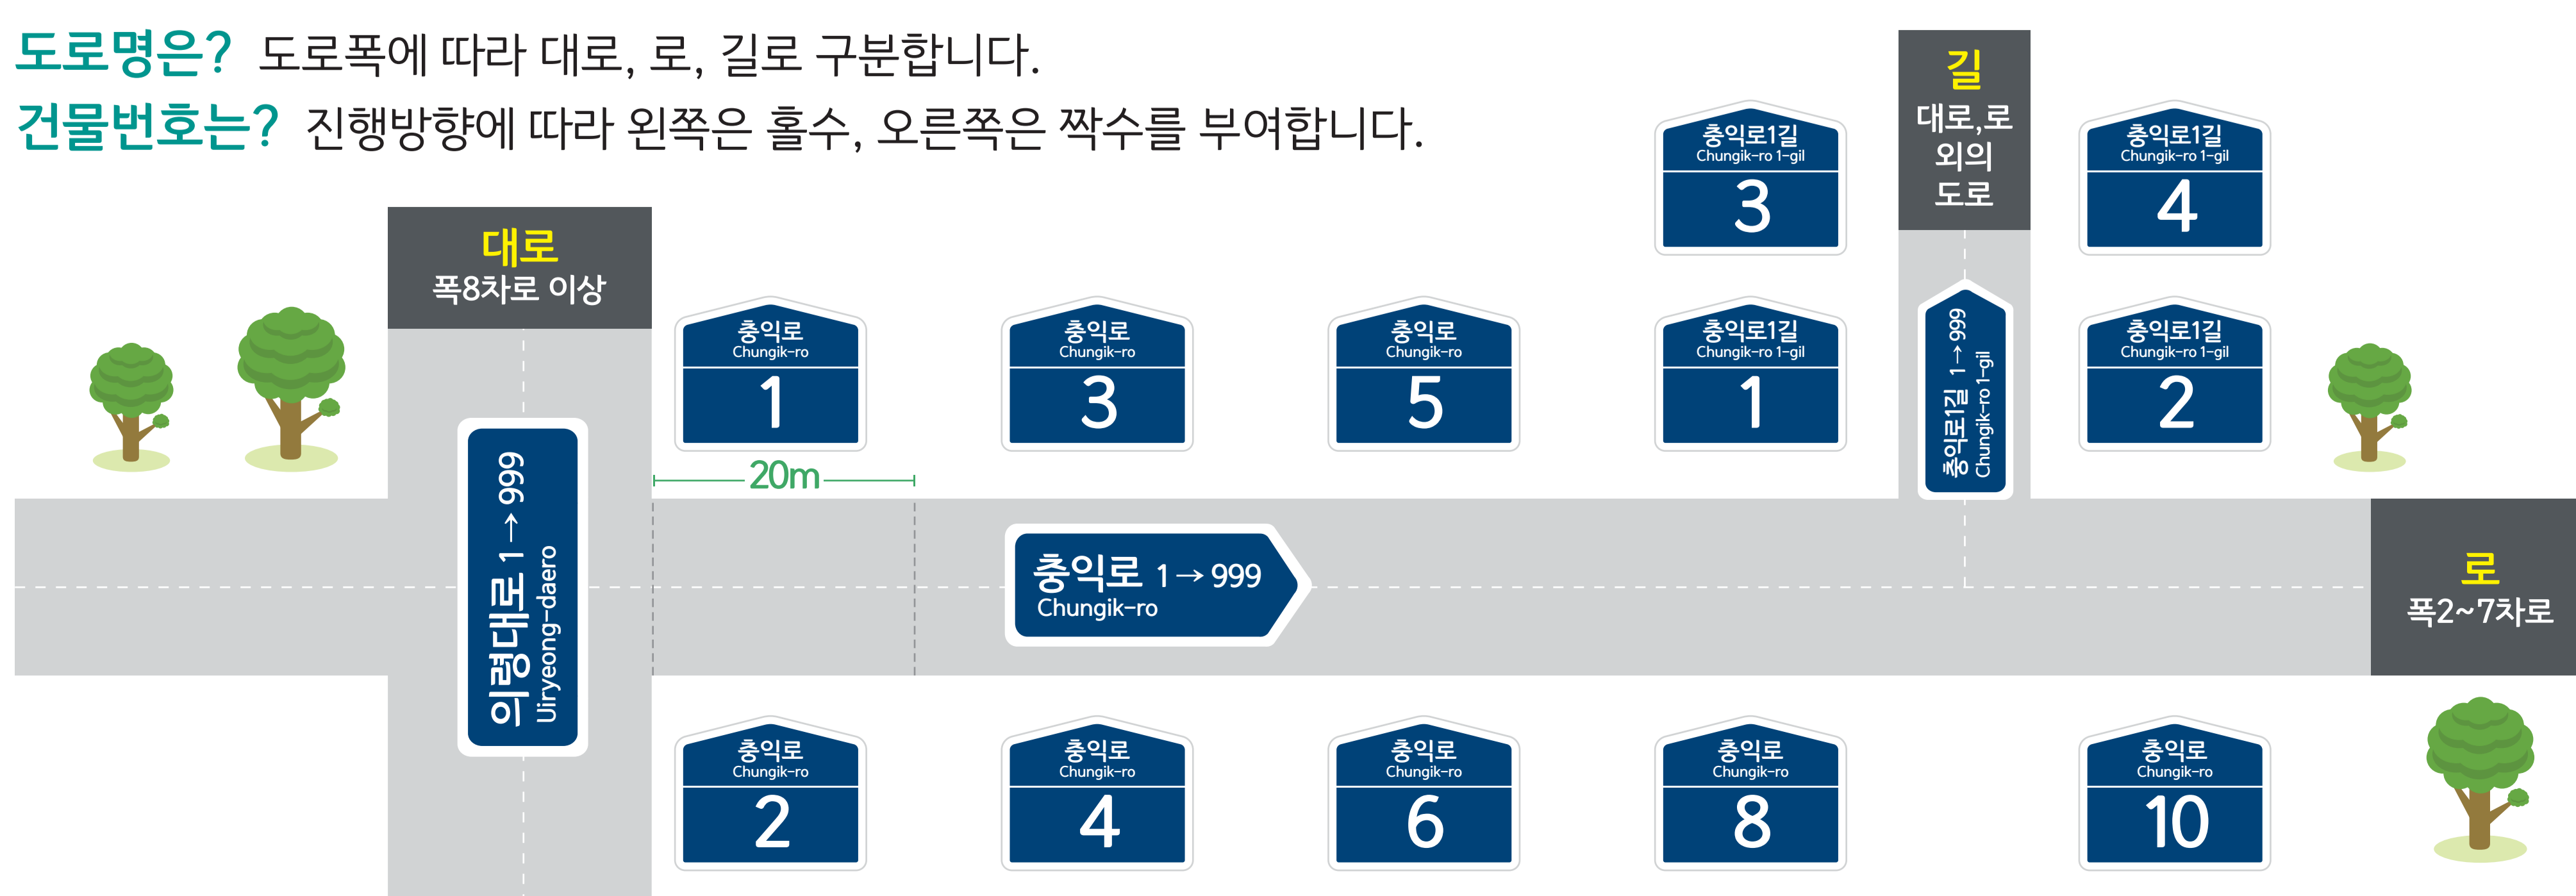 도로명은? 도로폭에 따라 대로, 로, 길로 구분합니다.
건물번호는? 진행방향에 따라 왼쪽은 홀수, 오른쪽은 짝수를 부여합니다.
길
대로,로
외의
도로
충익로1길
Chungik-ro 1-gil
3
충익로1길
Chungik-ro 1-gil
4
대로
폭8차로 이상
충익로
Chungik-ro
1
충익로
Chungik-ro
3
충익로
Chungik-ro
5
충익로1길
Chungik-ro 1-gil
1
충익로1길 1→999
Chungik-ro 1-gil
충익로1길
Chungik-ro 1-gil
2
20m
의령대로 1→999
Uiryeong-daero
충익로 1→999
Chungik-ro
로
폭2~7차로
충익로
Chungik-ro
2
충익로
Chungik-ro
4
충익로
Chungik-ro
6
충익로
Chungik-ro
8
충익로
Chungik-ro
10